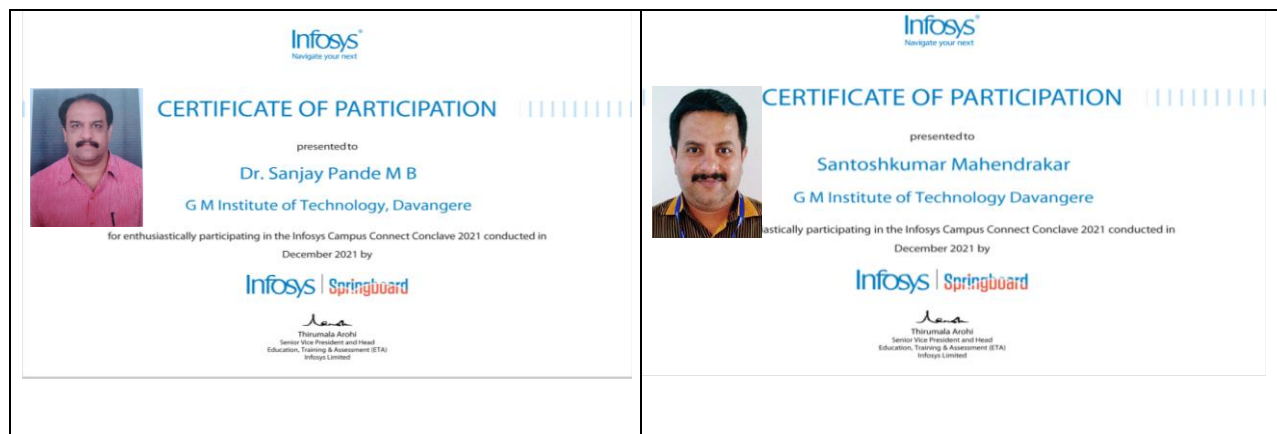 Infosys®
Navigate your next
CERTIFICATE OF PARTICIPATION
presented to
Dr. Sanjay Pande M B
G M Institute of Technology, Davangere
for enthusiastically participating in the Infosys Campus Connect Conclave 2021 conducted in
December 2021 by
Infosys | Springboard
Thirumala Arohi
Senior Vice President and Head
Education, Training & Assessment (ETA)
Infosys Limited
Infosys®
Navigate your next
CERTIFICATE OF PARTICIPATION
presented to
Santoshkumar Mahendrakar
G M Institute of Technology Davangere
astically participating in the Infosys Campus Connect Conclave 2021 conducted in
December 2021 by
Infosys | Springboard
Thirumala Arohi
Senior Vice President and Head
Education, Training & Assessment (ETA)
Infosys Limited